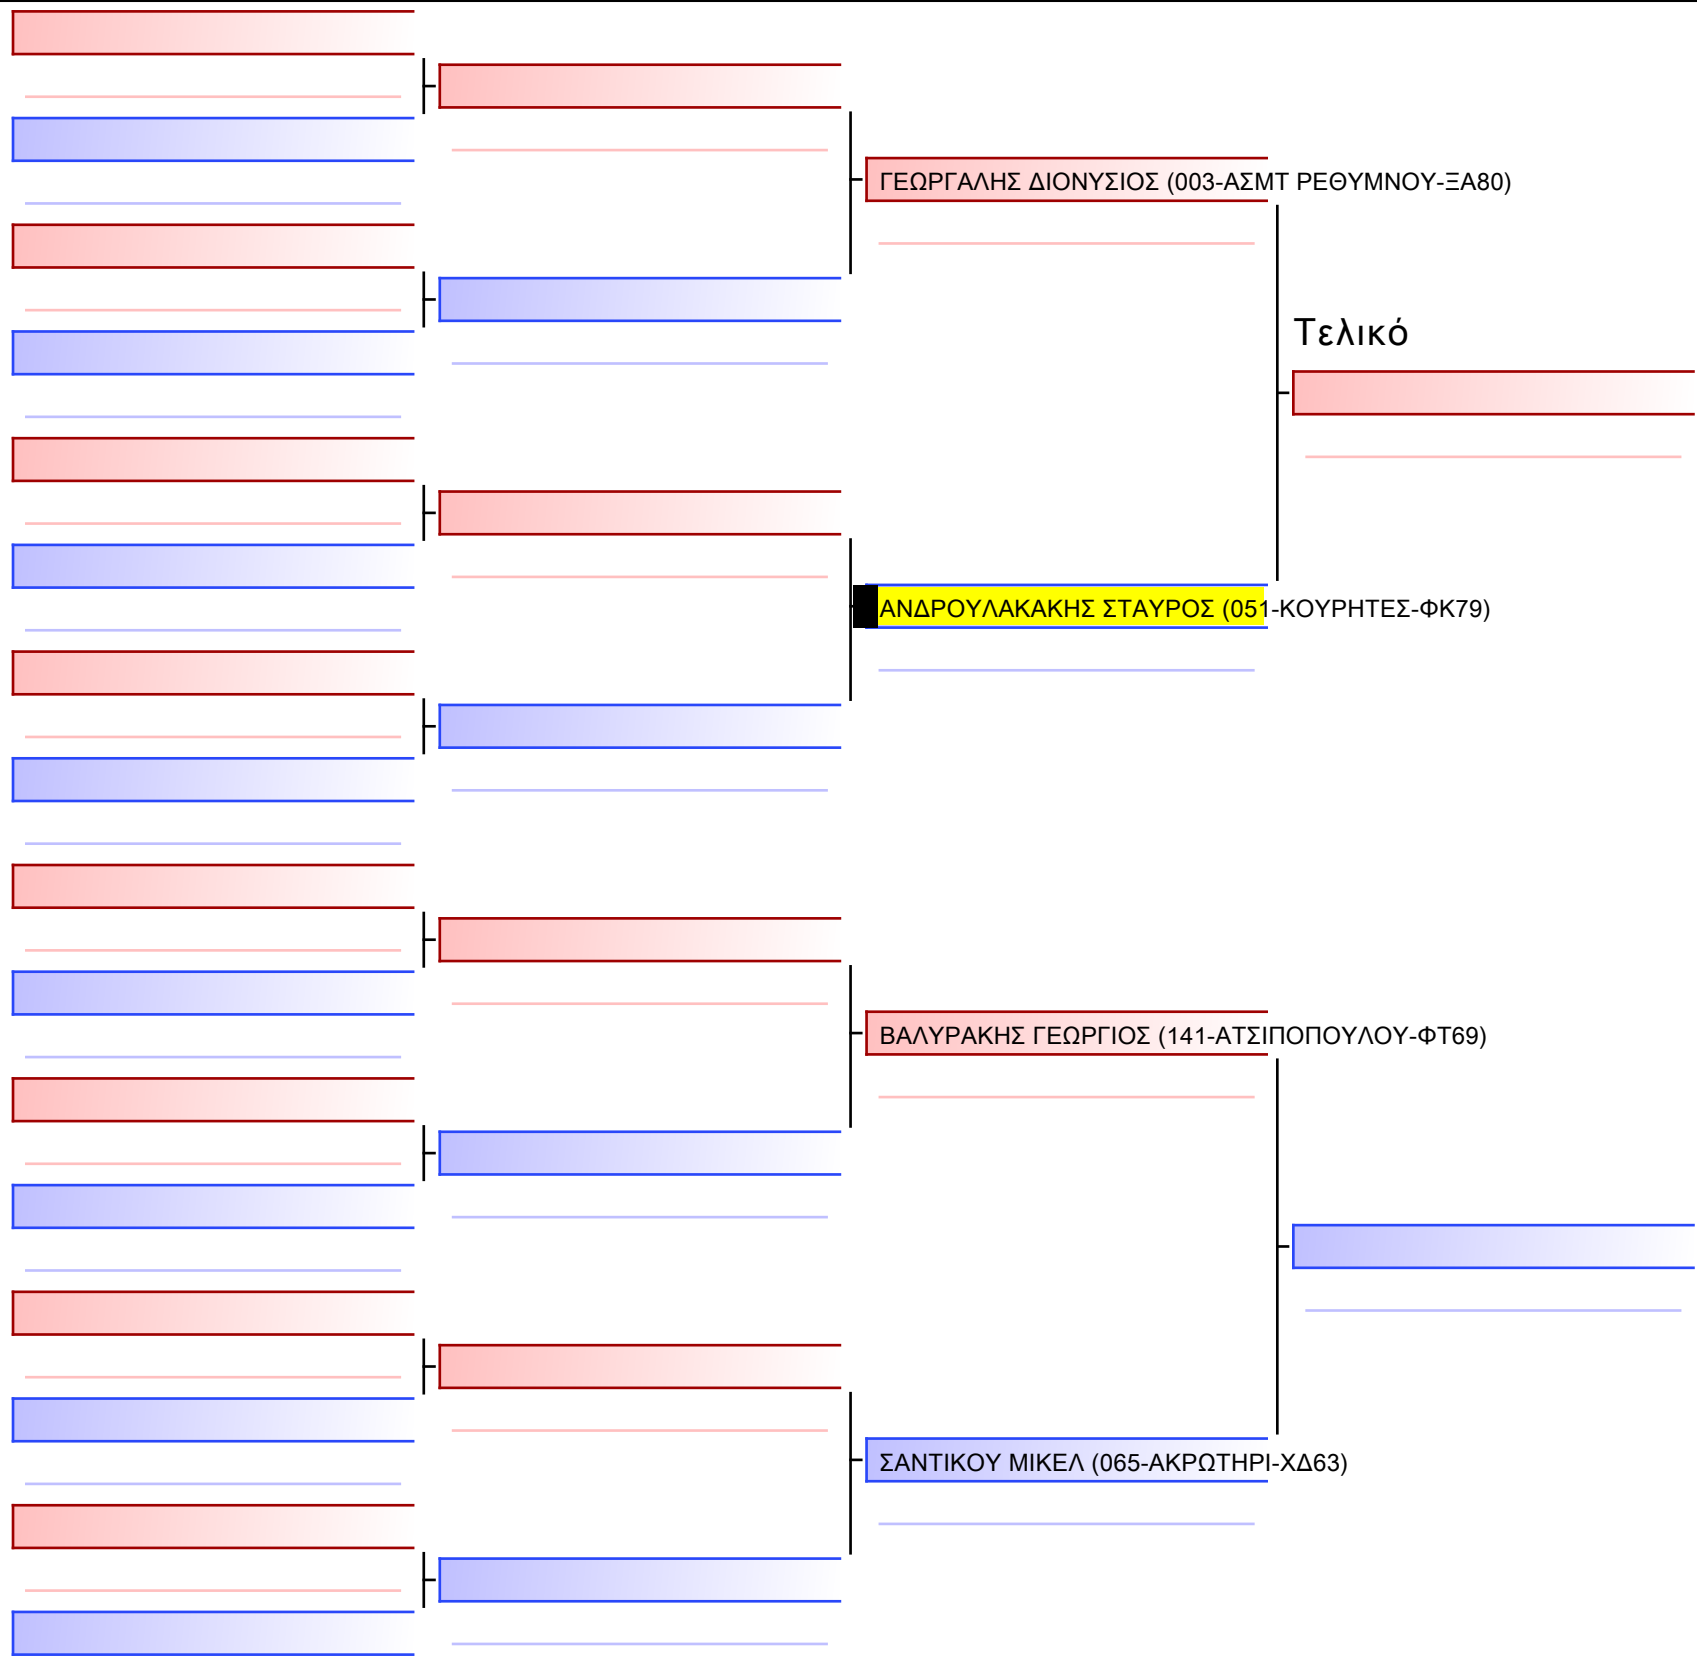 ΓΕΩΡΓΑΛΗΣ ΔΙΟΝΥΣΙΟΣ (003-ΑΣΜΤ ΡΕΘΥΜΝΟΥ-ΞΑ80)
Τελικό
ΑΝΔΡΟΥΛΑΚΑΚΗΣ ΣΤΑΥΡΟΣ (051-ΚΟΥΡΗΤΕΣ-ΦΚ79)
ΒΑΛΥΡΑΚΗΣ ΓΕΩΡΓΙΟΣ (141-ΑΤΣΙΠΟΠΟΥΛΟΥ-ΦΤ69)
ΣΑΝΤΙΚΟΥ ΜΙΚΕΛ (065-ΑΚΡΩΤΗΡΙ-ΧΔ63)